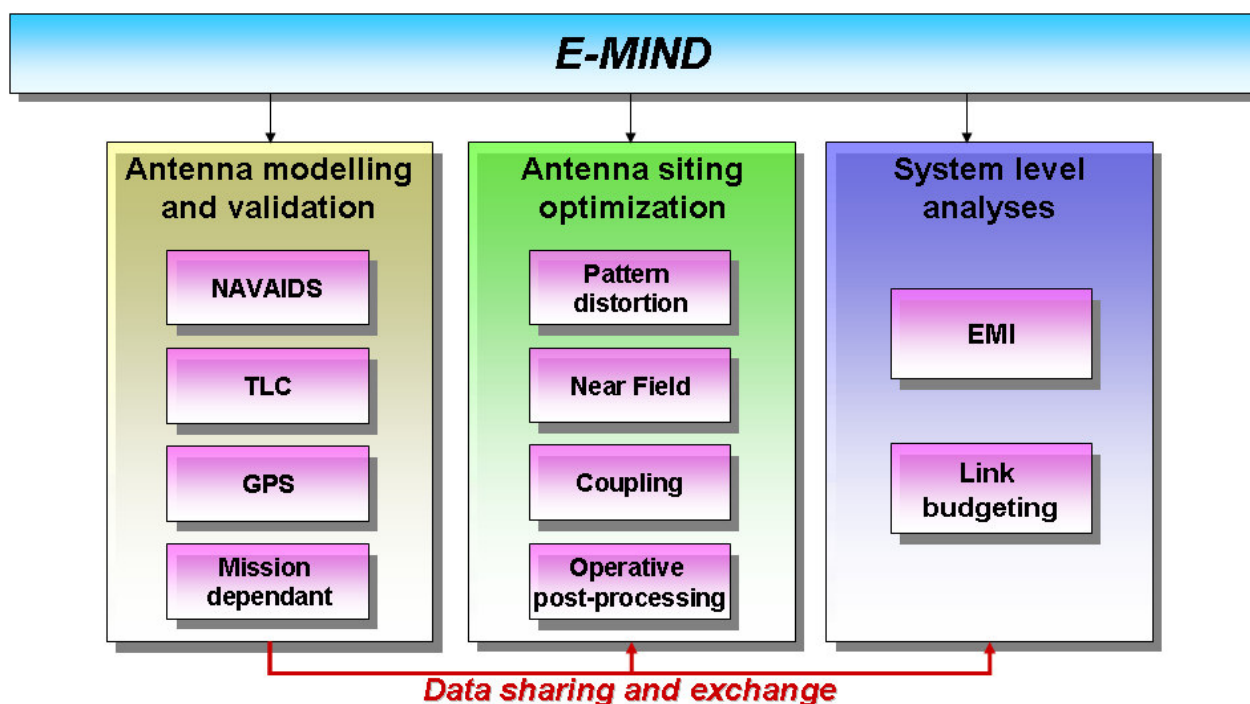 E-MIND
Antenna modelling
and validation
NAVAIDS
TLC
GPS
Mission
dependant
Antenna siting
optimization
Pattern
distortion
Near Field
Coupling
Operative
post-processing
System level
analyses
EMI
Link
budgeting
Data sharing and exchange